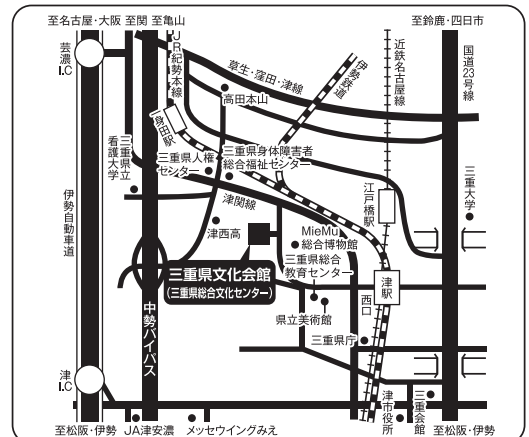 至名古屋・大阪
至関
至亀山
至鈴鹿・四日市
芸濃
I.C
JR紀勢本線
草生・窪田・津線
伊勢鉄道
近鉄名古屋線
国道23号線
高田本山
一身田駅
三重県立
看護大学
三重県人権
センター
三重県身体障害者
総合福祉センター
三重大学
江戸橋駅
伊勢自動車道
津関線
津西高
MieMu
総合博物館
三重県総合
教育センター
三重県文化会館
(三重県総合文化センター)
津駅
西口
中勢バイパス
県立美術館
三重県庁
津
I.C
津市役所
三重会館
至松阪・伊勢
JA津安濃
メッセウイングみえ
至松阪・伊勢